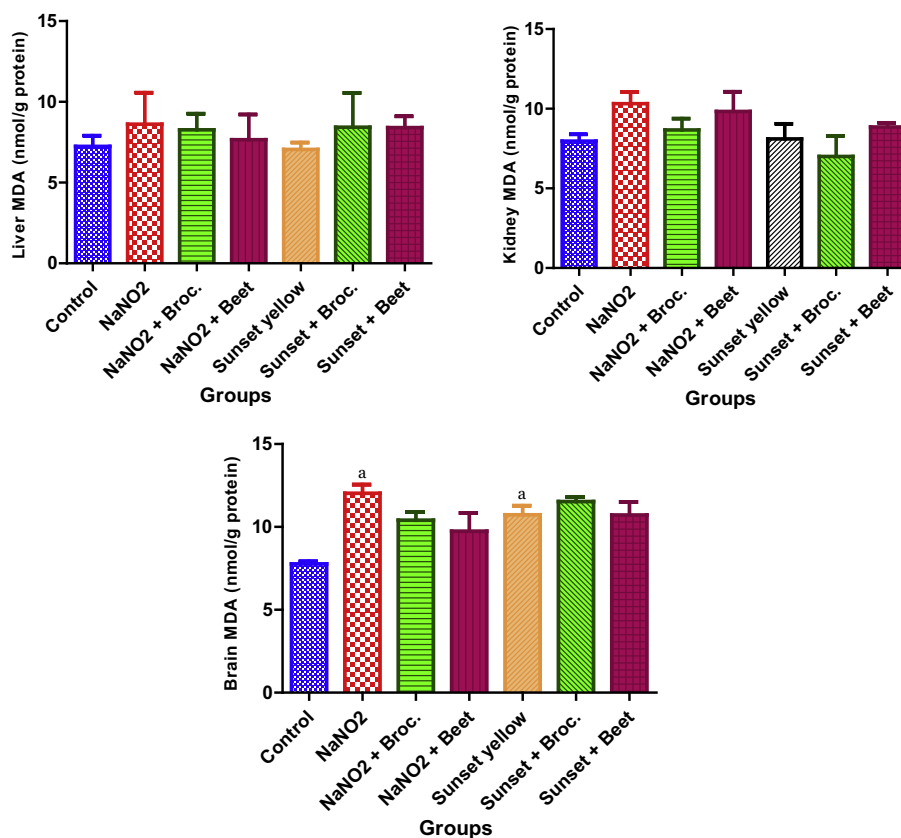 Liver MDA (nmol/g protein)
15
10
5
0
Control
NaNO2
NaNO2 + Broc.
NaNO2 + Beet
Sunset yellow
Sunset + Broc.
Sunset + Beet
Groups
Kidney MDA (nmol/g protein)
15
10
5
0
Control
NaNO2
NaNO2 + Broc.
NaNO2 + Beet
Sunset yellow
Sunset + Broc.
Sunset + Beet
Groups
Brain MDA (nmol/g protein)
15
10
5
0
a
a
Control
NaNO2
NaNO2 + Broc.
NaNO2 + Beet
Sunset yellow
Sunset + Broc.
Sunset + Beet
Groups